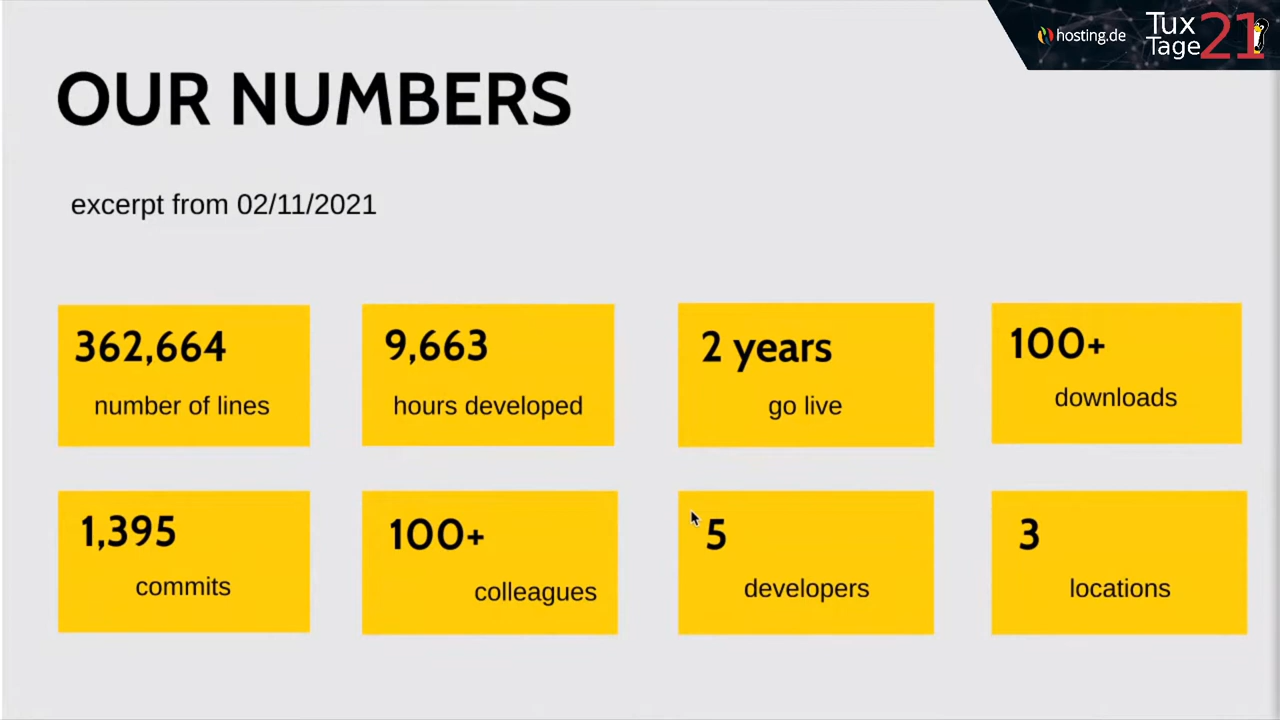 hosting.de
Tux
Tage 21
OUR NUMBERS
excerpt from 02/11/2021
362,664
number of lines
9,663
hours developed
2 years
go live
100+
downloads
1,395
commits
100+
colleagues
5
developers
3
locations